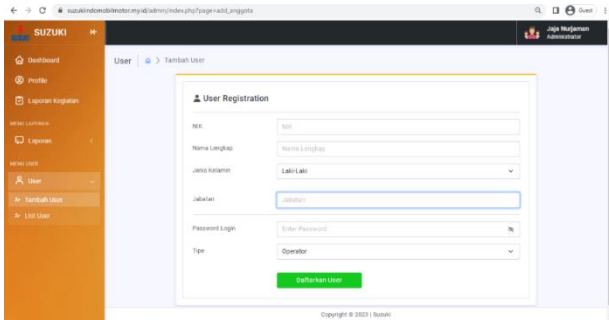 suzukiindomobilmotor.my.id/admin/index.php?page=add_anggota
Guest
SUZUKI
Jaja Nurjaman
Administrator
Dashboard
Profile
Laporan Kegiatan
MENU LAPORAN
Laporan
MENU USER
User
Tambah User
List User
User
> Tambah User
User Registration
NIK
NIK
Nama Lengkap
Nama Lengkap
Jenis Kelamin
Laki-Laki
Jabatan
Jabatan
Password Login
Enter Password
Tipe
Operator
Daftarkan User
Copyright © 2023 | Suzuki